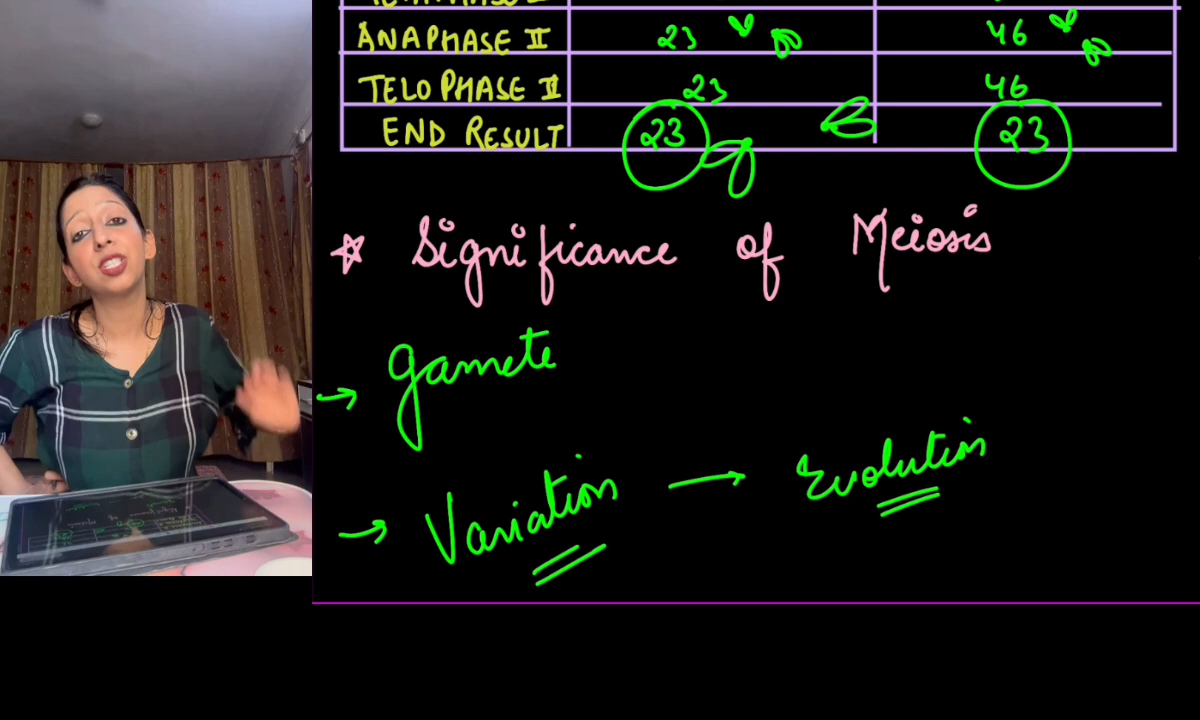 ANAPHASE II 23 46
TELOPHASE II 23 46
END RESULT 23 23
☆ Significance of Meiosis
→ Gamete
→ Variation → Evolution